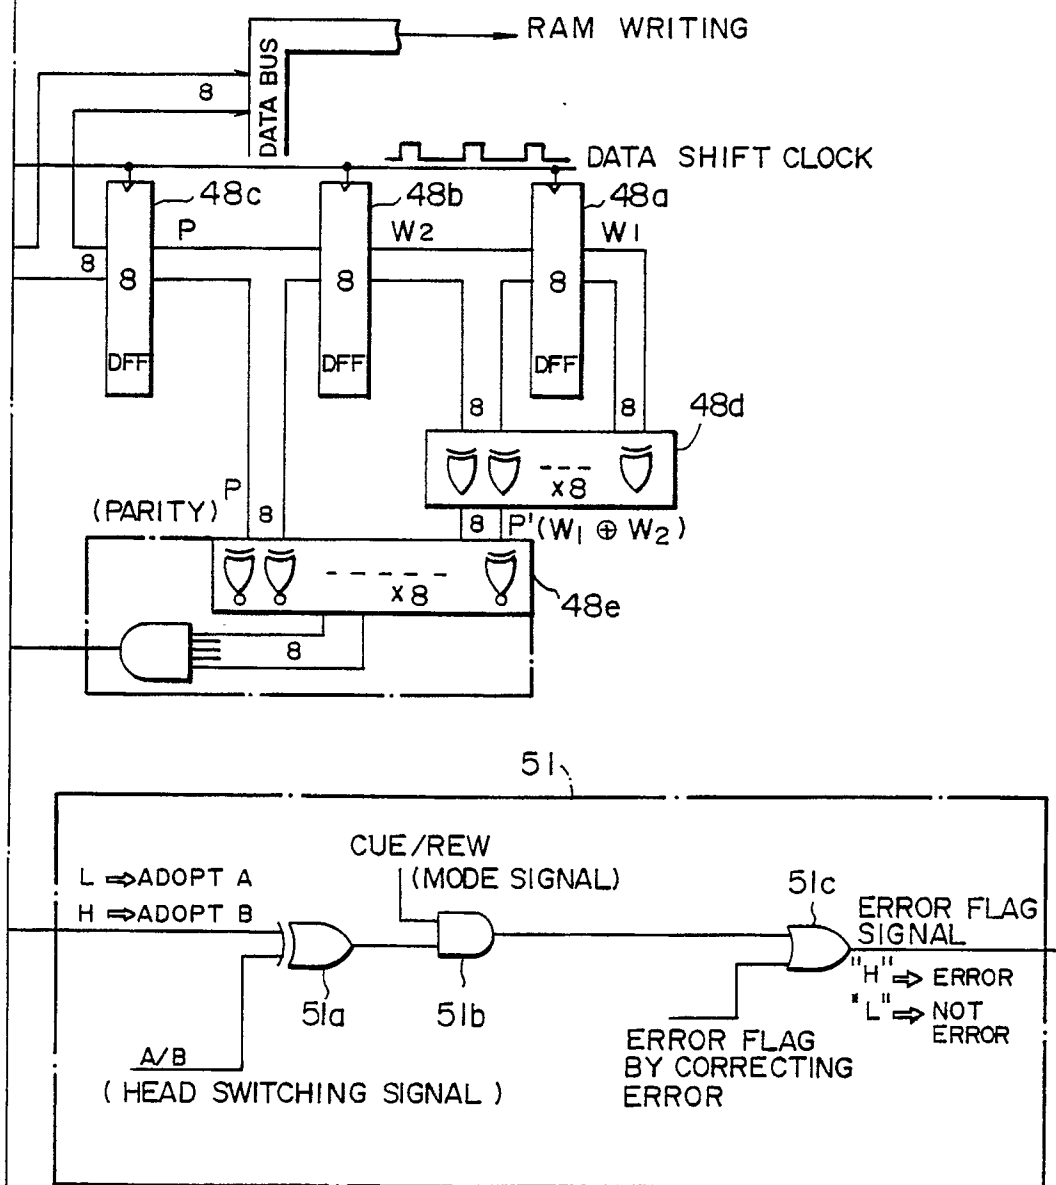 RAM WRITING
DATA BUS
8
DATA SHIFT CLOCK
48c
48b
48a
P
W2
W1
8
8
8
8
DFF
DFF
DFF
8
8
48d
x8
P
(PARITY)
8
8
P'(W1 ⊕ W2)
x8
48e
8
51
CUE/REW
(MODE SIGNAL)
L ⇒ADOPT A
H ⇒ADOPT B
51c
ERROR FLAG
SIGNAL
"H" ⇒ ERROR
"L" ⇒ NOT
ERROR
51a
51b
A/B
(HEAD SWITCHING SIGNAL)
ERROR FLAG
BY CORRECTING
ERROR